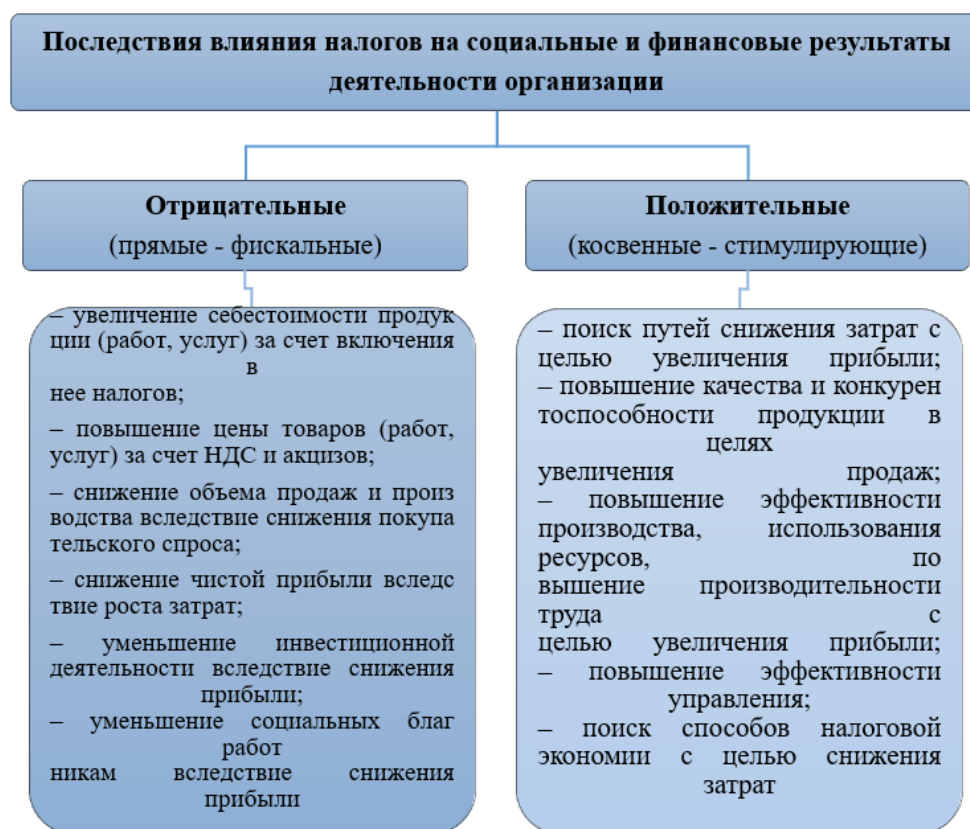 Последствия влияния налогов на социальные и финансовые результаты
деятельности организации
Отрицательные
(прямые - фискальные)
Положительные
(косвенные - стимулирующие)
– увеличение себестоимости продук
ции (работ, услуг) за счет включения
в
нее налогов;
– повышение цены товаров (работ,
услуг) за счет НДС и акцизов;
– снижение объема продаж и произ
водства вследствие снижения покупа
тельского спроса;
– снижение чистой прибыли вследс
твие роста затрат;
– уменьшение инвестиционной
деятельности вследствие снижения
прибыли;
– уменьшение социальных благ
работ
никам вследствие снижения
прибыли
– поиск путей снижения затрат с
целью увеличения прибыли;
– повышение качества и конкурен
тоспособности продукции в
целях
увеличения продаж;
– повышение эффективности
производства, использования
ресурсов, по
вышение производительности
труда с
целью увеличения прибыли;
– повышение эффективности
управления;
– поиск способов налоговой
экономии с целью снижения
затрат